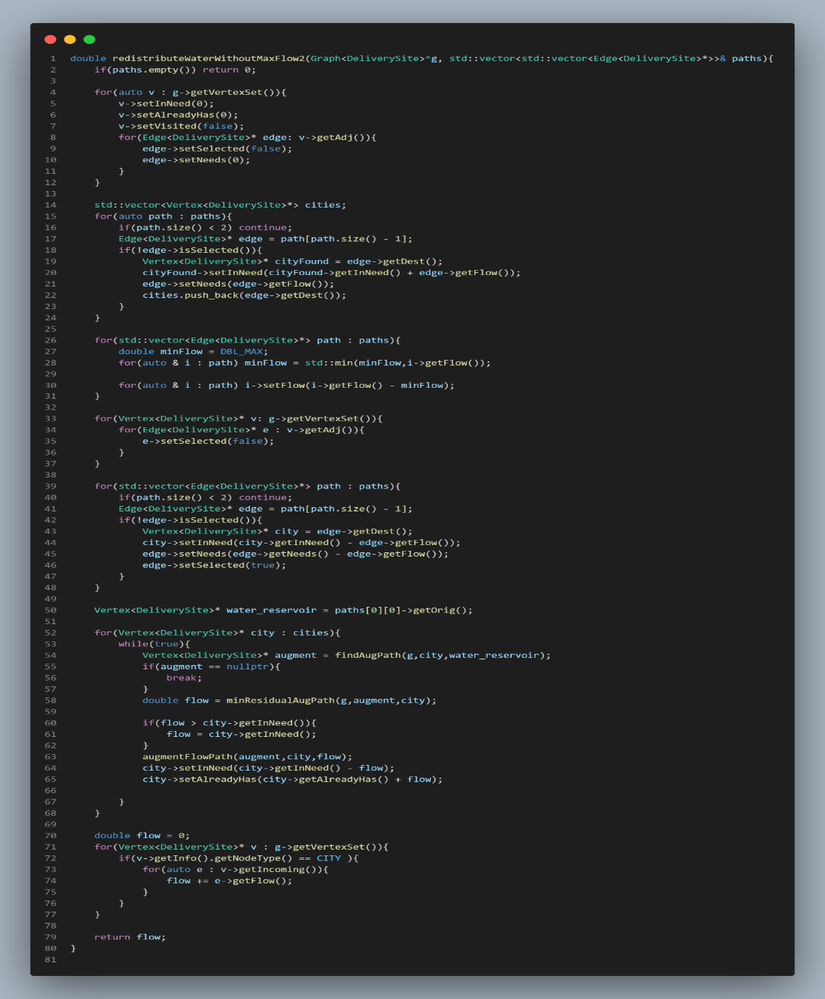 1 double redistributeWaterWithoutMaxFlow2(Graph<DeliverySite>*g, std::vector<std::vector<Edge<DeliverySite>*>>& paths){
2     if(paths.empty()) return 0;
3
4     for(auto v : g->getVertexSet()){
5         v->setInNeed(0);
6         v->setAlreadyHas(0);
7         v->setVisited(false);
8         for(Edge<DeliverySite>* edge: v->getAdj()){
9             edge->setSelected(false);
10             edge->setNeeds(0);
11         }
12     }
13
14     std::vector<Vertex<DeliverySite>*> cities;
15     for(auto path : paths){
16         if(path.size() < 2) continue;
17         Edge<DeliverySite>* edge = path[path.size() - 1];
18         if(!edge->isSelected()){
19             Vertex<DeliverySite>* cityFound = edge->getDest();
20             cityFound->setInNeed(cityFound->getInNeed() + edge->getFlow());
21             edge->setNeeds(edge->getFlow());
22             cities.push_back(edge->getDest());
23         }
24     }
25
26     for(std::vector<Edge<DeliverySite>*> path : paths){
27         double minFlow = DBL_MAX;
28         for(auto & i : path) minFlow = std::min(minFlow,i->getFlow());
29
30         for(auto & i : path) i->setFlow(i->getFlow() - minFlow);
31     }
32
33     for(Vertex<DeliverySite>* v: g->getVertexSet()){
34         for(Edge<DeliverySite>* e : v->getAdj()){
35             e->setSelected(false);
36         }
37     }
38
39     for(std::vector<Edge<DeliverySite>*> path : paths){
40         if(path.size() < 2) continue;
41         Edge<DeliverySite>* edge = path[path.size() - 1];
42         if(!edge->isSelected()){
43             Vertex<DeliverySite>* city = edge->getDest();
44             city->setInNeed(city->getInNeed() - edge->getFlow());
45             edge->setNeeds(edge->getNeeds() - edge->getFlow());
46             edge->setSelected(true);
47         }
48     }
49
50     Vertex<DeliverySite>* water_reservoir = paths[0][0]->getOrig();
51
52     for(Vertex<DeliverySite>* city : cities){
53         while(true){
54             Vertex<DeliverySite>* augment = findAugPath(g,city,water_reservoir);
55             if(augment == nullptr){
56                 break;
57             }
58             double flow = minResidualAugPath(g,augment,city);
59
60             if(flow > city->getInNeed()){
61                 flow = city->getInNeed();
62             }
63             augmentFlowPath(augment,city,flow);
64             city->setInNeed(city->getInNeed() - flow);
65             city->setAlreadyHas(city->getAlreadyHas() + flow);
66
67         }
68     }
69
70     double flow = 0;
71     for(Vertex<DeliverySite>* v : g->getVertexSet()){
72         if(v->getInfo().getNodeType() == CITY ){
73             for(auto e : v->getIncoming()){
74                 flow += e->getFlow();
75             }
76         }
77     }
78
79     return flow;
80 }
81